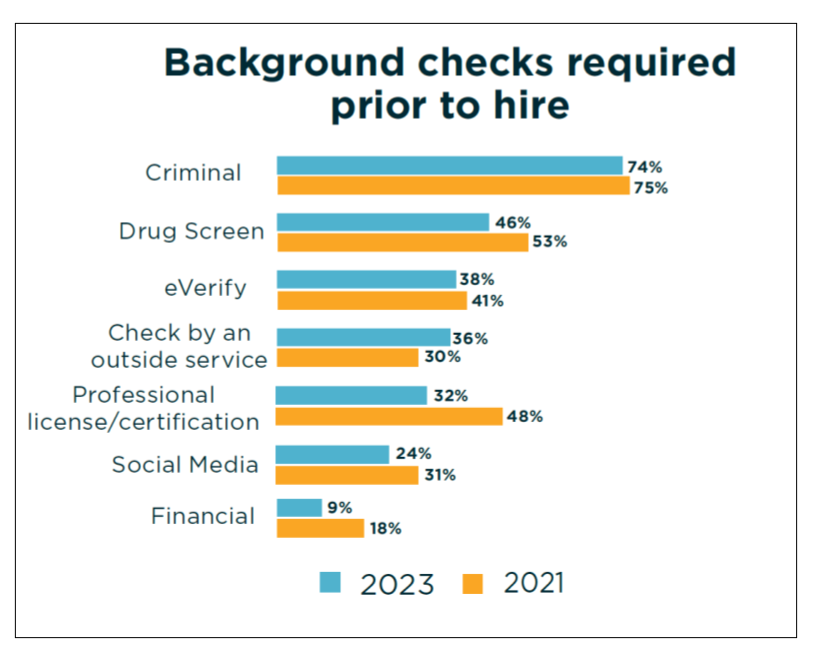 Background checks required
prior to hire
Criminal
74%
75%
Drug Screen
46%
53%
eVerify
38%
41%
Check by an
outside service
36%
30%
Professional
license/certification
32%
48%
Social Media
24%
31%
Financial
9%
18%
2023 2021